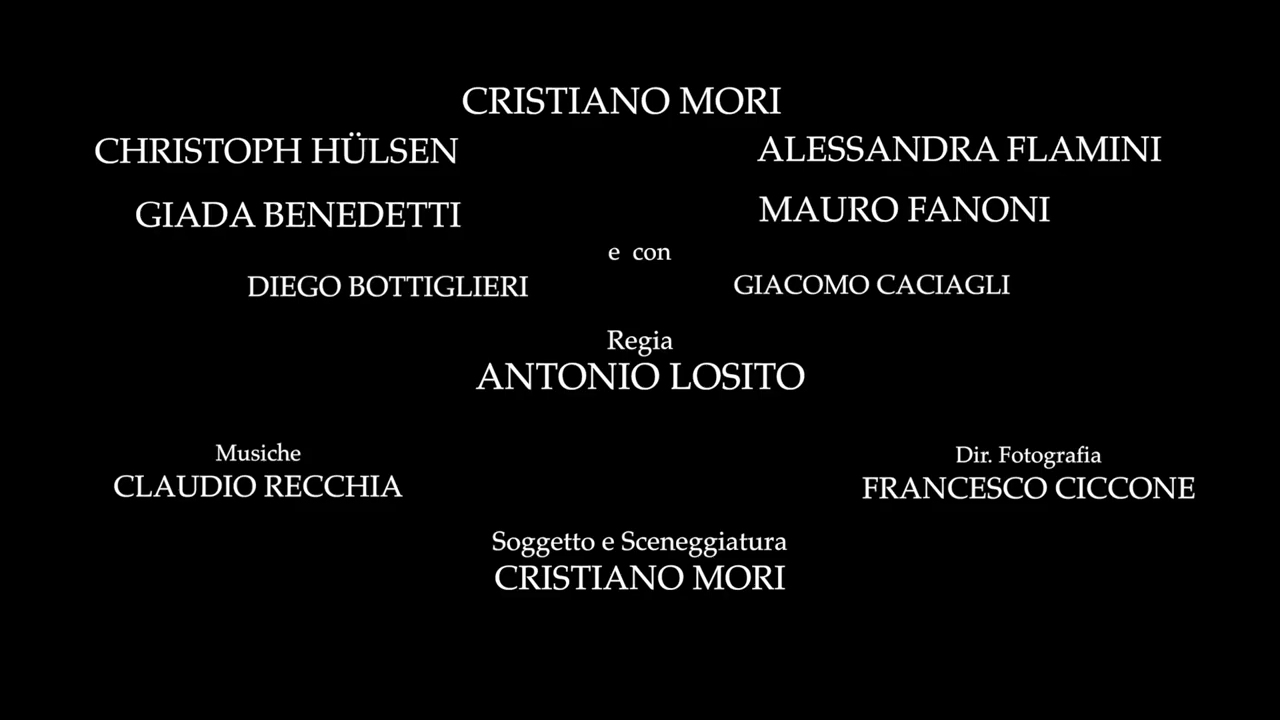 CRISTIANO MORI
CHRISTOPH HÜLSEN
ALESSANDRA FLAMINI
GIADA BENEDETTI
MAURO FANONI
e con
DIEGO BOTTIGLIERI
GIACOMO CACIAGLI
Regia
ANTONIO LOSITO
Musiche
CLAUDIO RECCHIA
Dir. Fotografia
FRANCESCO CICCONE
Soggetto e Sceneggiatura
CRISTIANO MORI